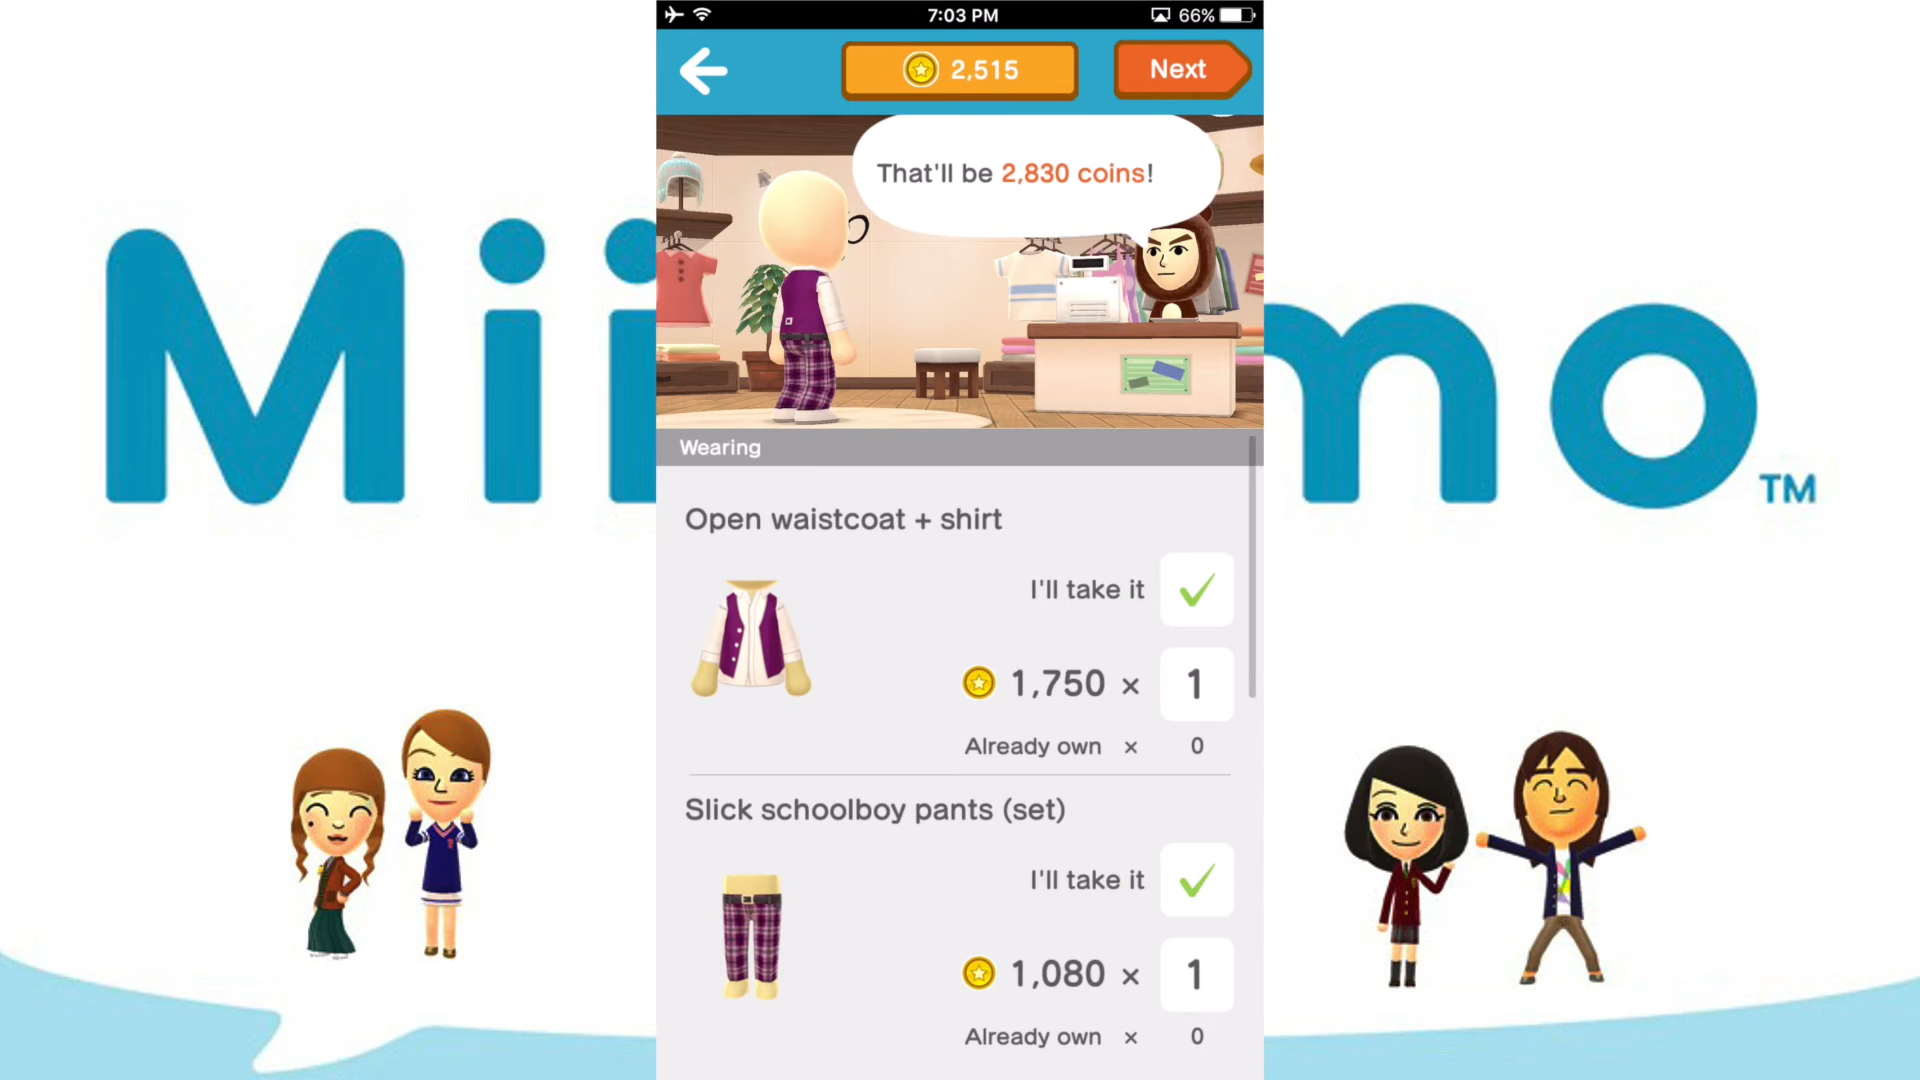 7:03 PM
66%
2,515
Next
That'll be 2,830 coins!
Mii mo TM
Wearing
Open waistcoat + shirt
I'll take it
1,750 × 1
Already own × 0
Slick schoolboy pants (set)
I'll take it
1,080 × 1
Already own × 0